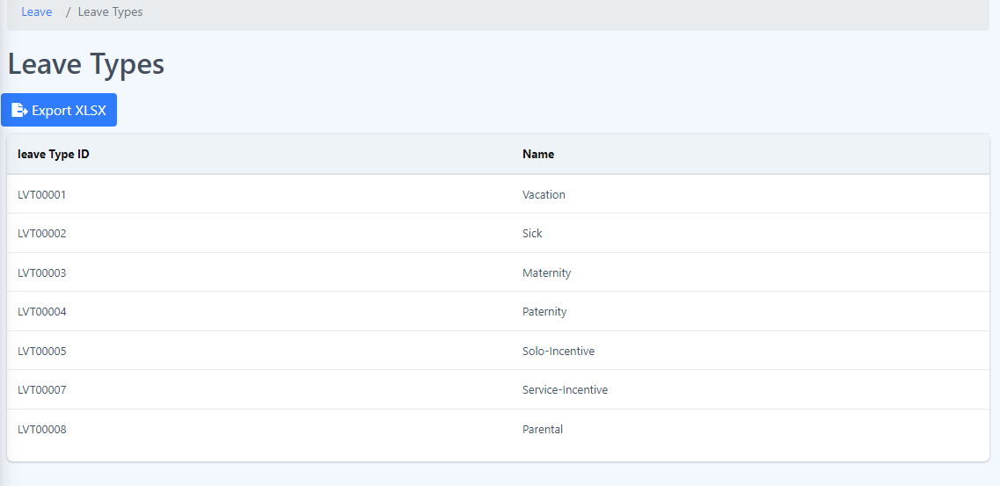 Leave / Leave Types
Leave Types
Export XLSX
leave Type ID Name
LVT00001 Vacation
LVT00002 Sick
LVT00003 Maternity
LVT00004 Paternity
LVT00005 Solo-Incentive
LVT00007 Service-Incentive
LVT00008 Parental